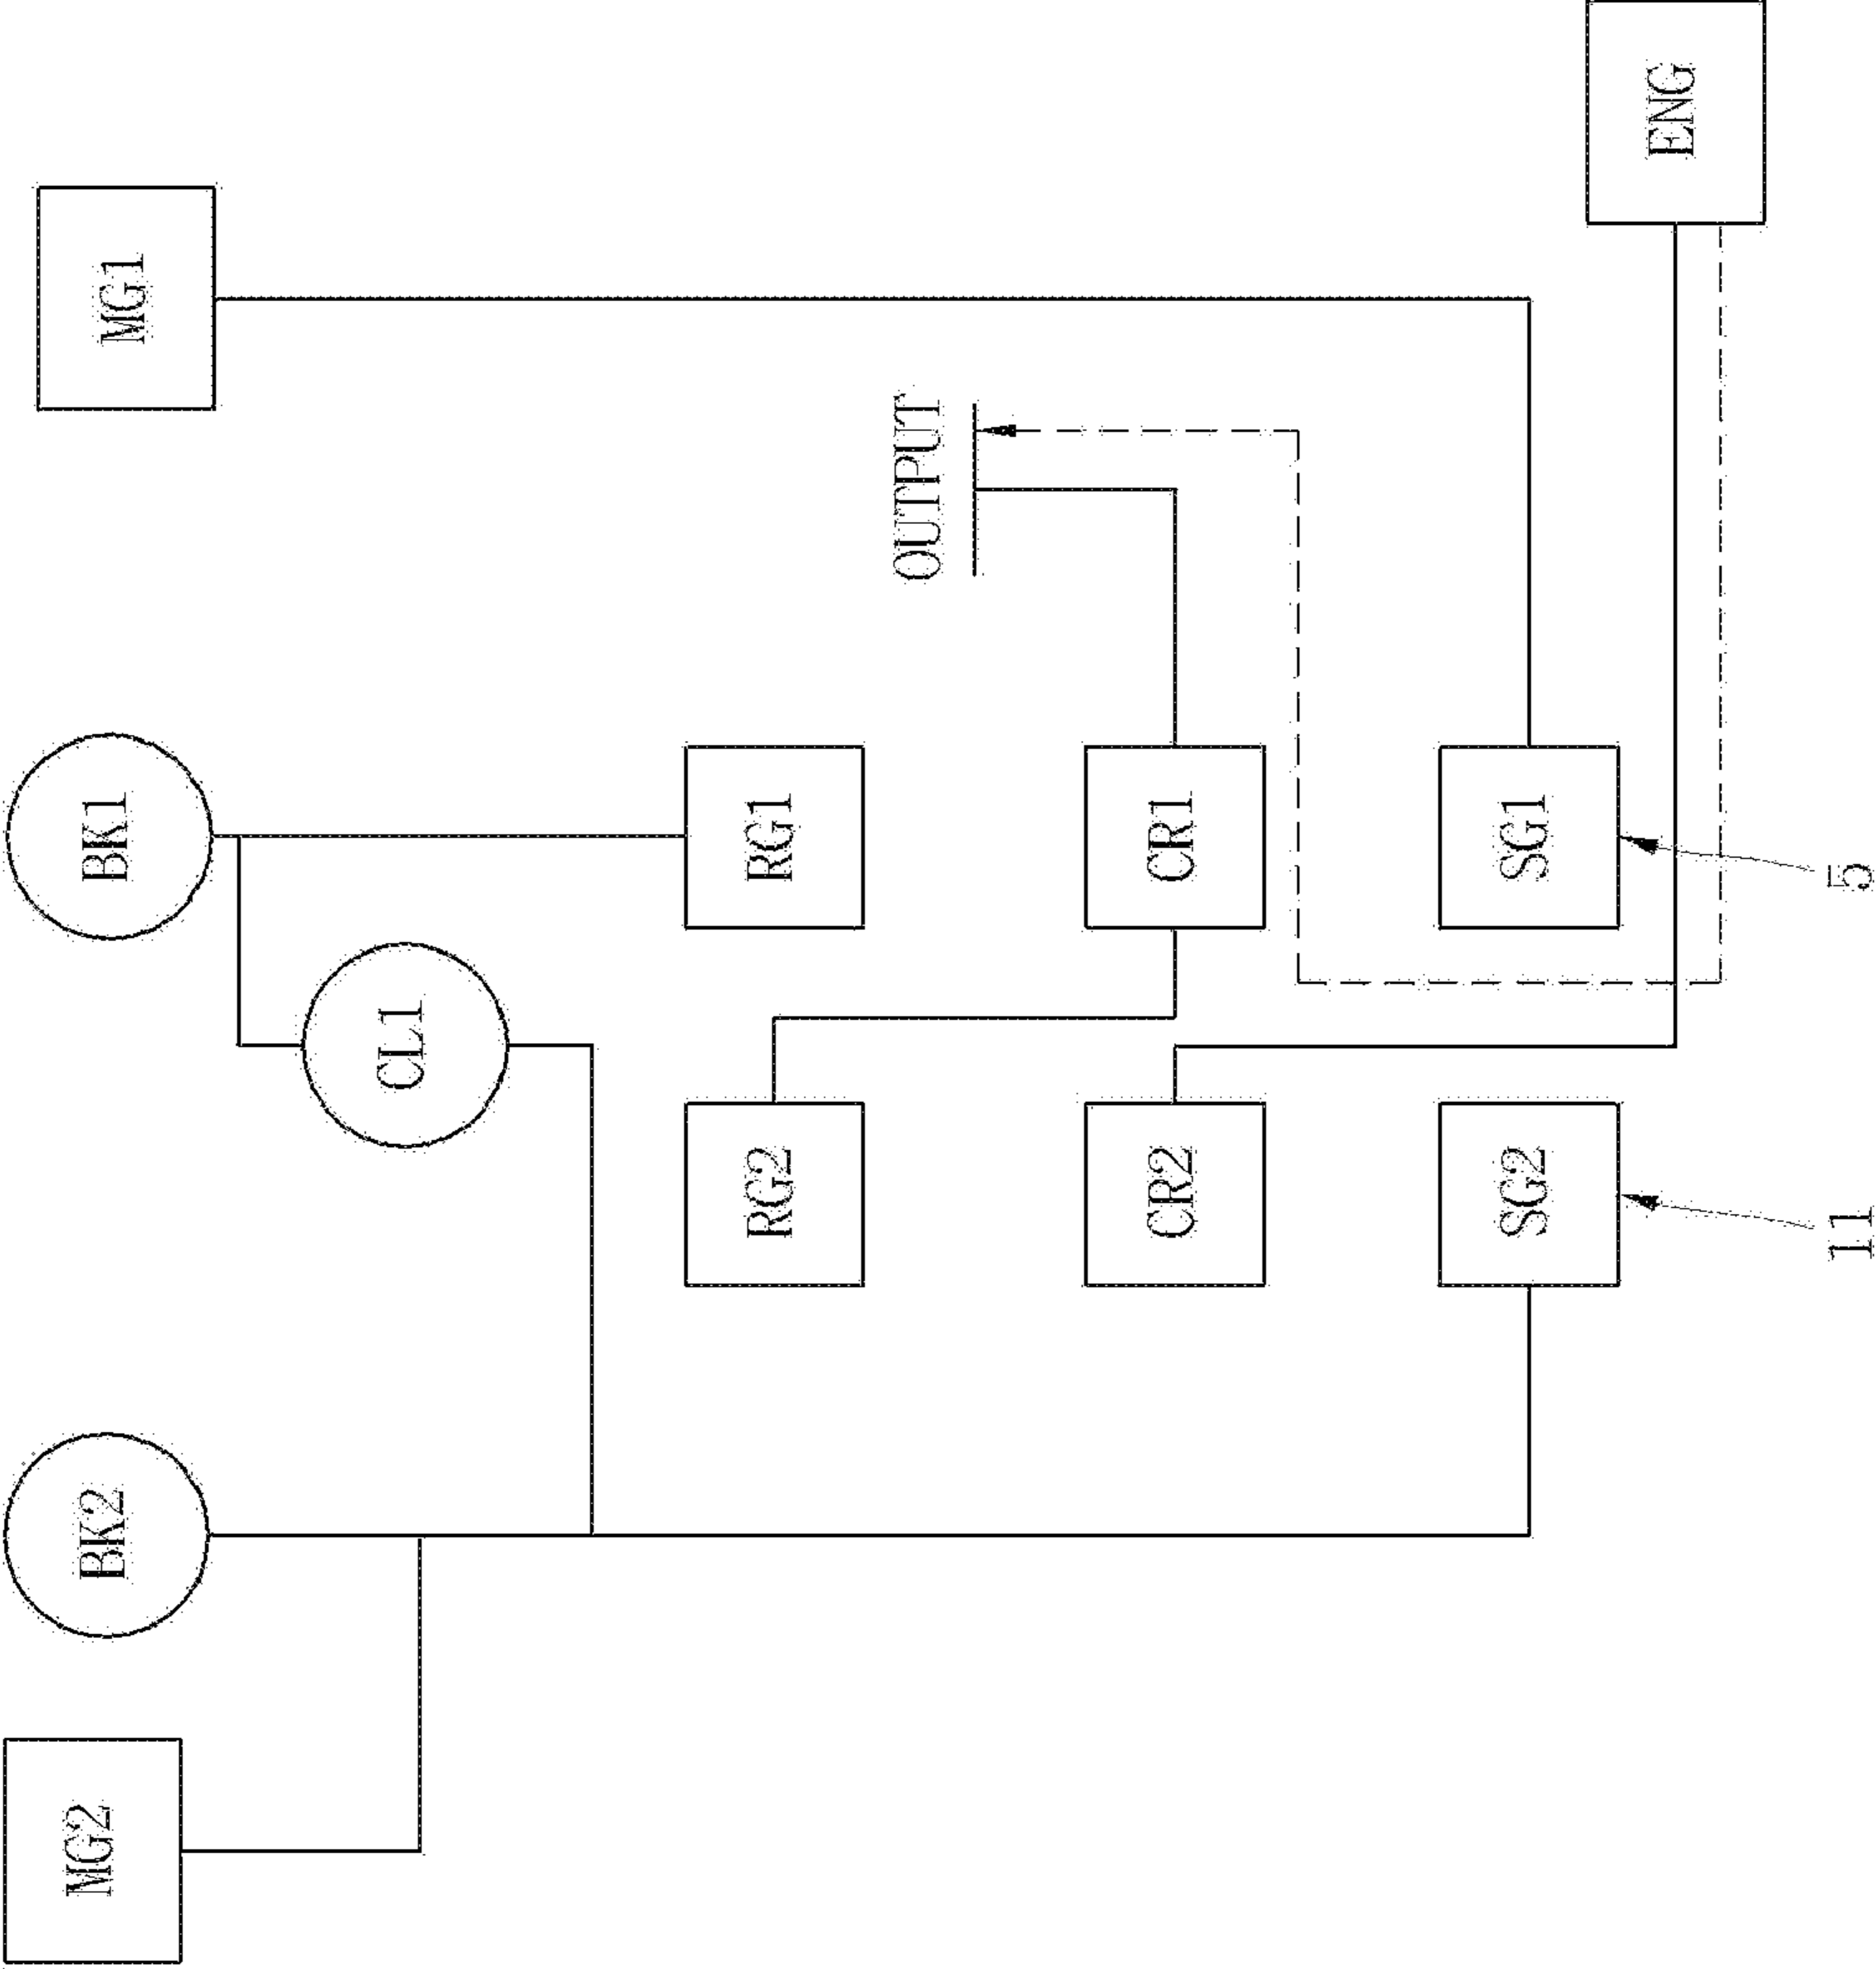 MG2
BK2
CL1
BK1
MG1
RG2
RG1
OUTPUT
CR2
CR1
SG2
SG1
ENG
11
5